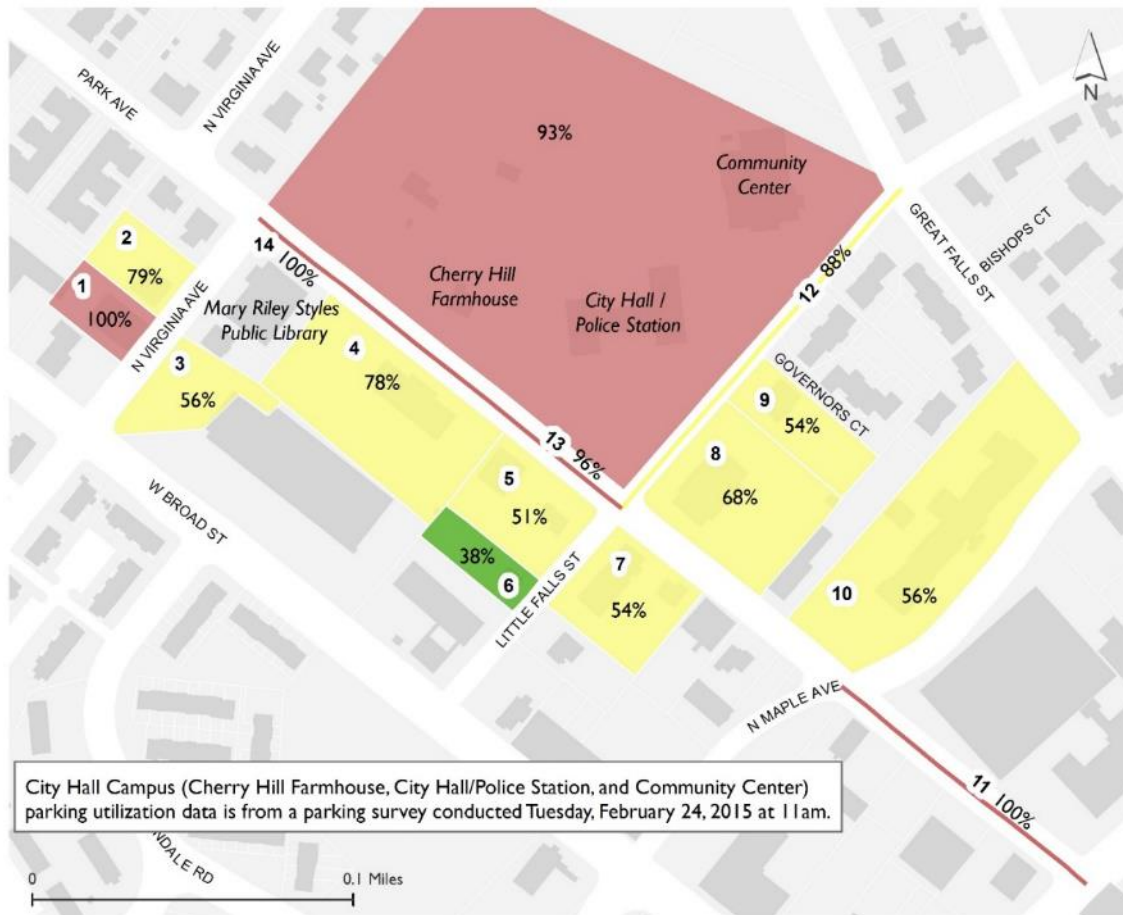 PARK AVE
N VIRGINIA AVE
N
93%
Community
Center
GREAT FALLS ST
BISHOPS CT
2
79%
1
100%
N VIRGINIA AVE
14 100%
Mary Riley Styles
Public Library
Cherry Hill
Farmhouse
City Hall /
Police Station
12 88%
GOVERNORS CT
3
56%
4
78%
13 96%
9
54%
8
68%
W BROAD ST
5
51%
38%
6
LITTLE FALLS ST
7
54%
10
56%
N MAPLE AVE
11 100%
City Hall Campus (Cherry Hill Farmhouse, City Hall/Police Station, and Community Center)
parking utilization data is from a parking survey conducted Tuesday, February 24, 2015 at 11am.
NDALE RD
0
0.1 Miles